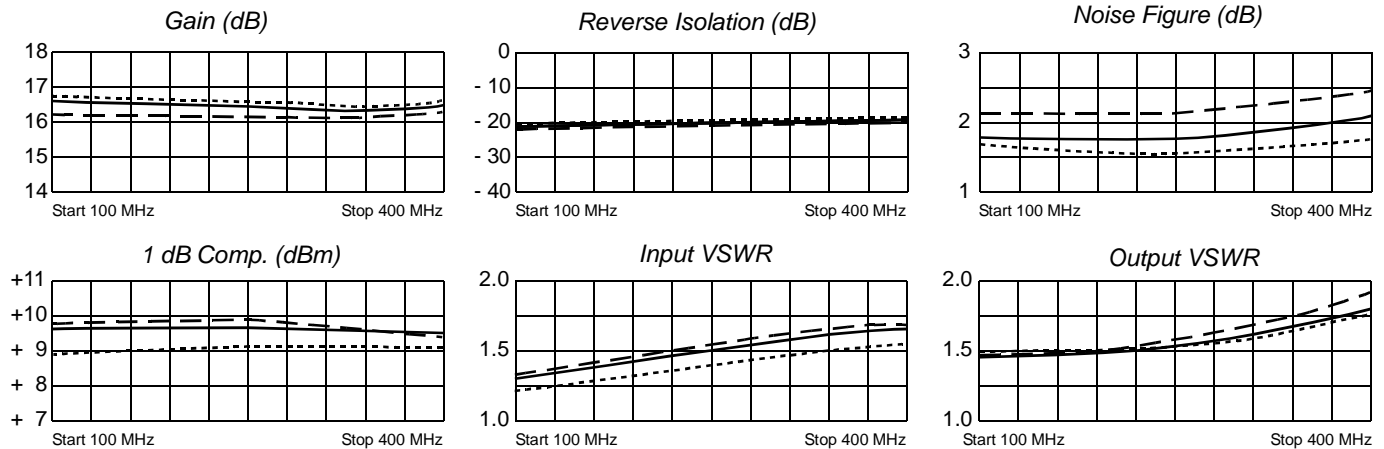 Gain (dB)
18
17
16
15
14
Start 100 MHz
Stop 400 MHz
Reverse Isolation (dB)
0
- 10
- 20
- 30
- 40
Start 100 MHz
Stop 400 MHz
Noise Figure (dB)
3
2
1
Start 100 MHz
Stop 400 MHz
1 dB Comp. (dBm)
+11
+10
+ 9
+ 8
+ 7
Start 100 MHz
Stop 400 MHz
Input VSWR
2.0
1.5
1.0
Start 100 MHz
Stop 400 MHz
Output VSWR
2.0
1.5
1.0
Start 100 MHz
Stop 400 MHz